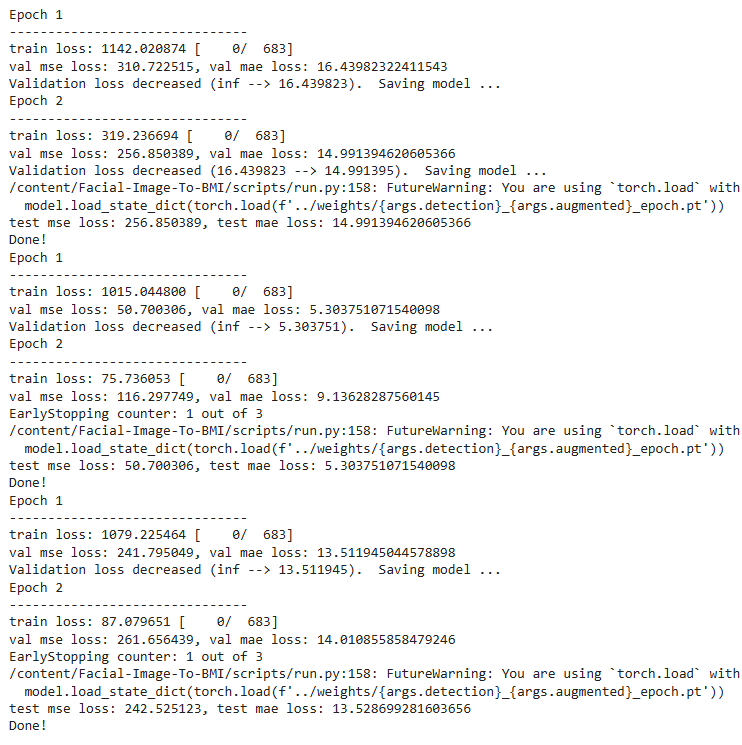 Epoch 1
-------------------------------
train loss: 1142.020874 [    0/  683]
val mse loss: 310.722515, val mae loss: 16.43982322411543
Validation loss decreased (inf --> 16.439823).  Saving model ...
Epoch 2
-------------------------------
train loss: 319.236694 [    0/  683]
val mse loss: 256.850389, val mae loss: 14.991394620605366
Validation loss decreased (16.439823 --> 14.991395).  Saving model ...
/content/Facial-Image-To-BMI/scripts/run.py:158: FutureWarning: You are using `torch.load` with
  model.load_state_dict(torch.load(f'../weights/{args.detection}_{args.augmented}_epoch.pt'))
test mse loss: 256.850389, test mae loss: 14.991394620605366
Done!
Epoch 1
-------------------------------
train loss: 1015.044800 [    0/  683]
val mse loss: 50.700306, val mae loss: 5.303751071540098
Validation loss decreased (inf --> 5.303751).  Saving model ...
Epoch 2
-------------------------------
train loss: 75.736053 [    0/  683]
val mse loss: 116.297749, val mae loss: 9.13628287560145
EarlyStopping counter: 1 out of 3
/content/Facial-Image-To-BMI/scripts/run.py:158: FutureWarning: You are using `torch.load` with
  model.load_state_dict(torch.load(f'../weights/{args.detection}_{args.augmented}_epoch.pt'))
test mse loss: 50.700306, test mae loss: 5.303751071540098
Done!
Epoch 1
-------------------------------
train loss: 1079.225464 [    0/  683]
val mse loss: 241.795049, val mae loss: 13.511945044578898
Validation loss decreased (inf --> 13.511945).  Saving model ...
Epoch 2
-------------------------------
train loss: 87.079651 [    0/  683]
val mse loss: 261.656439, val mae loss: 14.010855858479246
EarlyStopping counter: 1 out of 3
/content/Facial-Image-To-BMI/scripts/run.py:158: FutureWarning: You are using `torch.load` with
  model.load_state_dict(torch.load(f'../weights/{args.detection}_{args.augmented}_epoch.pt'))
test mse loss: 242.525123, test mae loss: 13.528699281603656
Done!